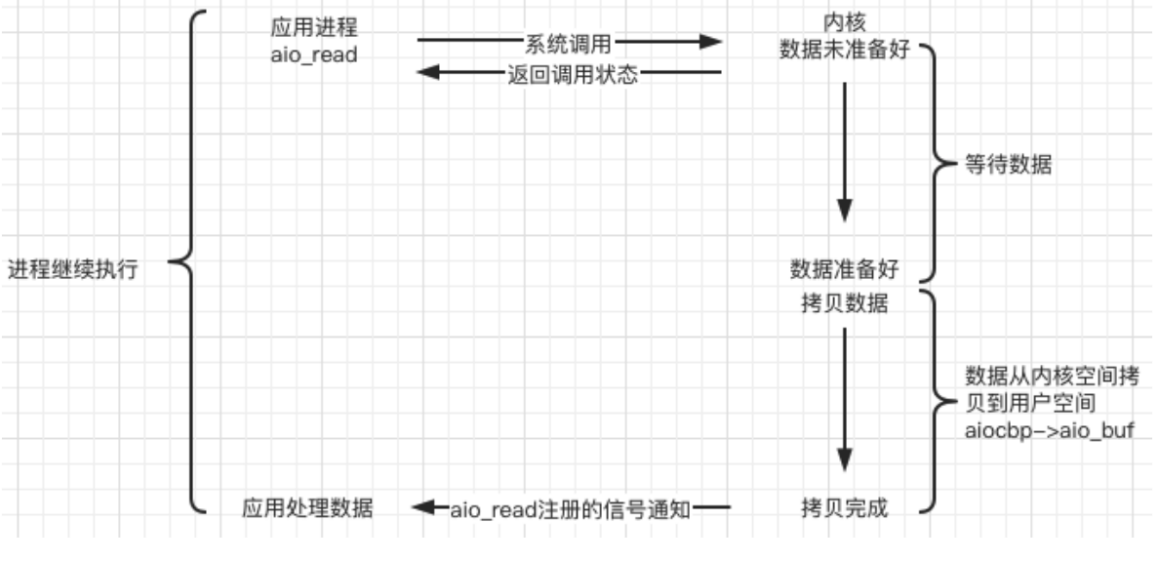 应用进程
aio_read
系统调用
返回调用状态
内核
数据未准备好
等待数据
进程继续执行
数据准备好
拷贝数据
数据从内核空间拷
贝到用户空间
aiocbp->aio_buf
应用处理数据
aio_read注册的信号通知
拷贝完成